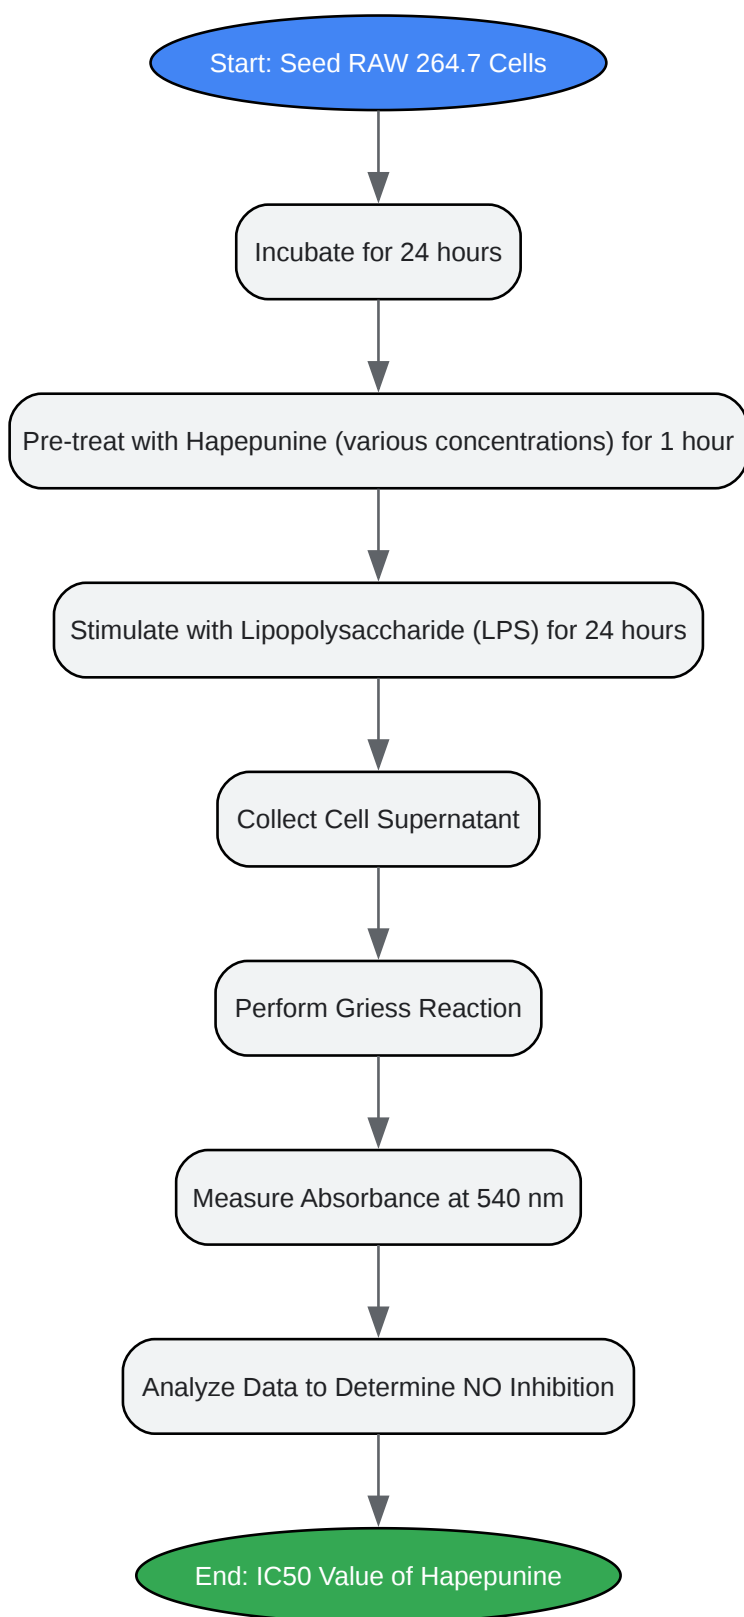 Start: Seed RAW 264.7 Cells
Incubate for 24 hours
Pre-treat with Hapepunine (various concentrations) for 1 hour
Stimulate with Lipopolysaccharide (LPS) for 24 hours
Collect Cell Supernatant
Perform Griess Reaction
Measure Absorbance at 540 nm
Analyze Data to Determine NO Inhibition
End: IC50 Value of Hapepunine